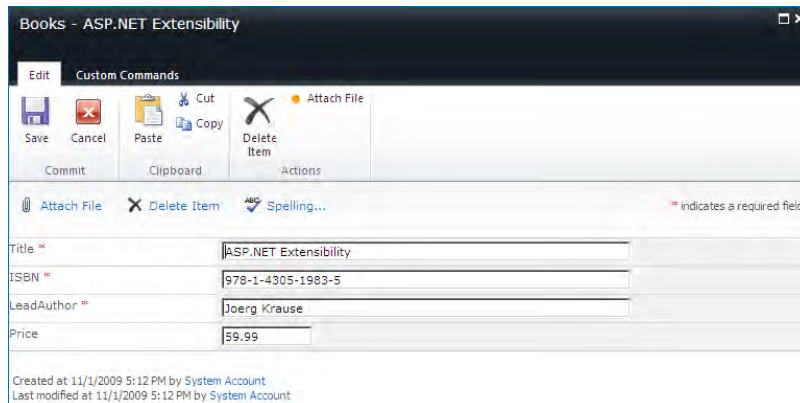 Books - ASP.NET Extensibility
Edit Custom Commands
Save Cancel Paste Cut Copy Delete Item Attach File
Commit Clipboard Actions
Attach File Delete Item ABC Spelling... * indicates a required field
Title * ASP.NET Extensibility
ISBN * 978-1-4305-1983-5
LeadAuthor * Joerg Krause
Price 59.99
Created at 11/1/2009 5:12 PM by System Account
Last modified at 11/1/2009 5:12 PM by System Account